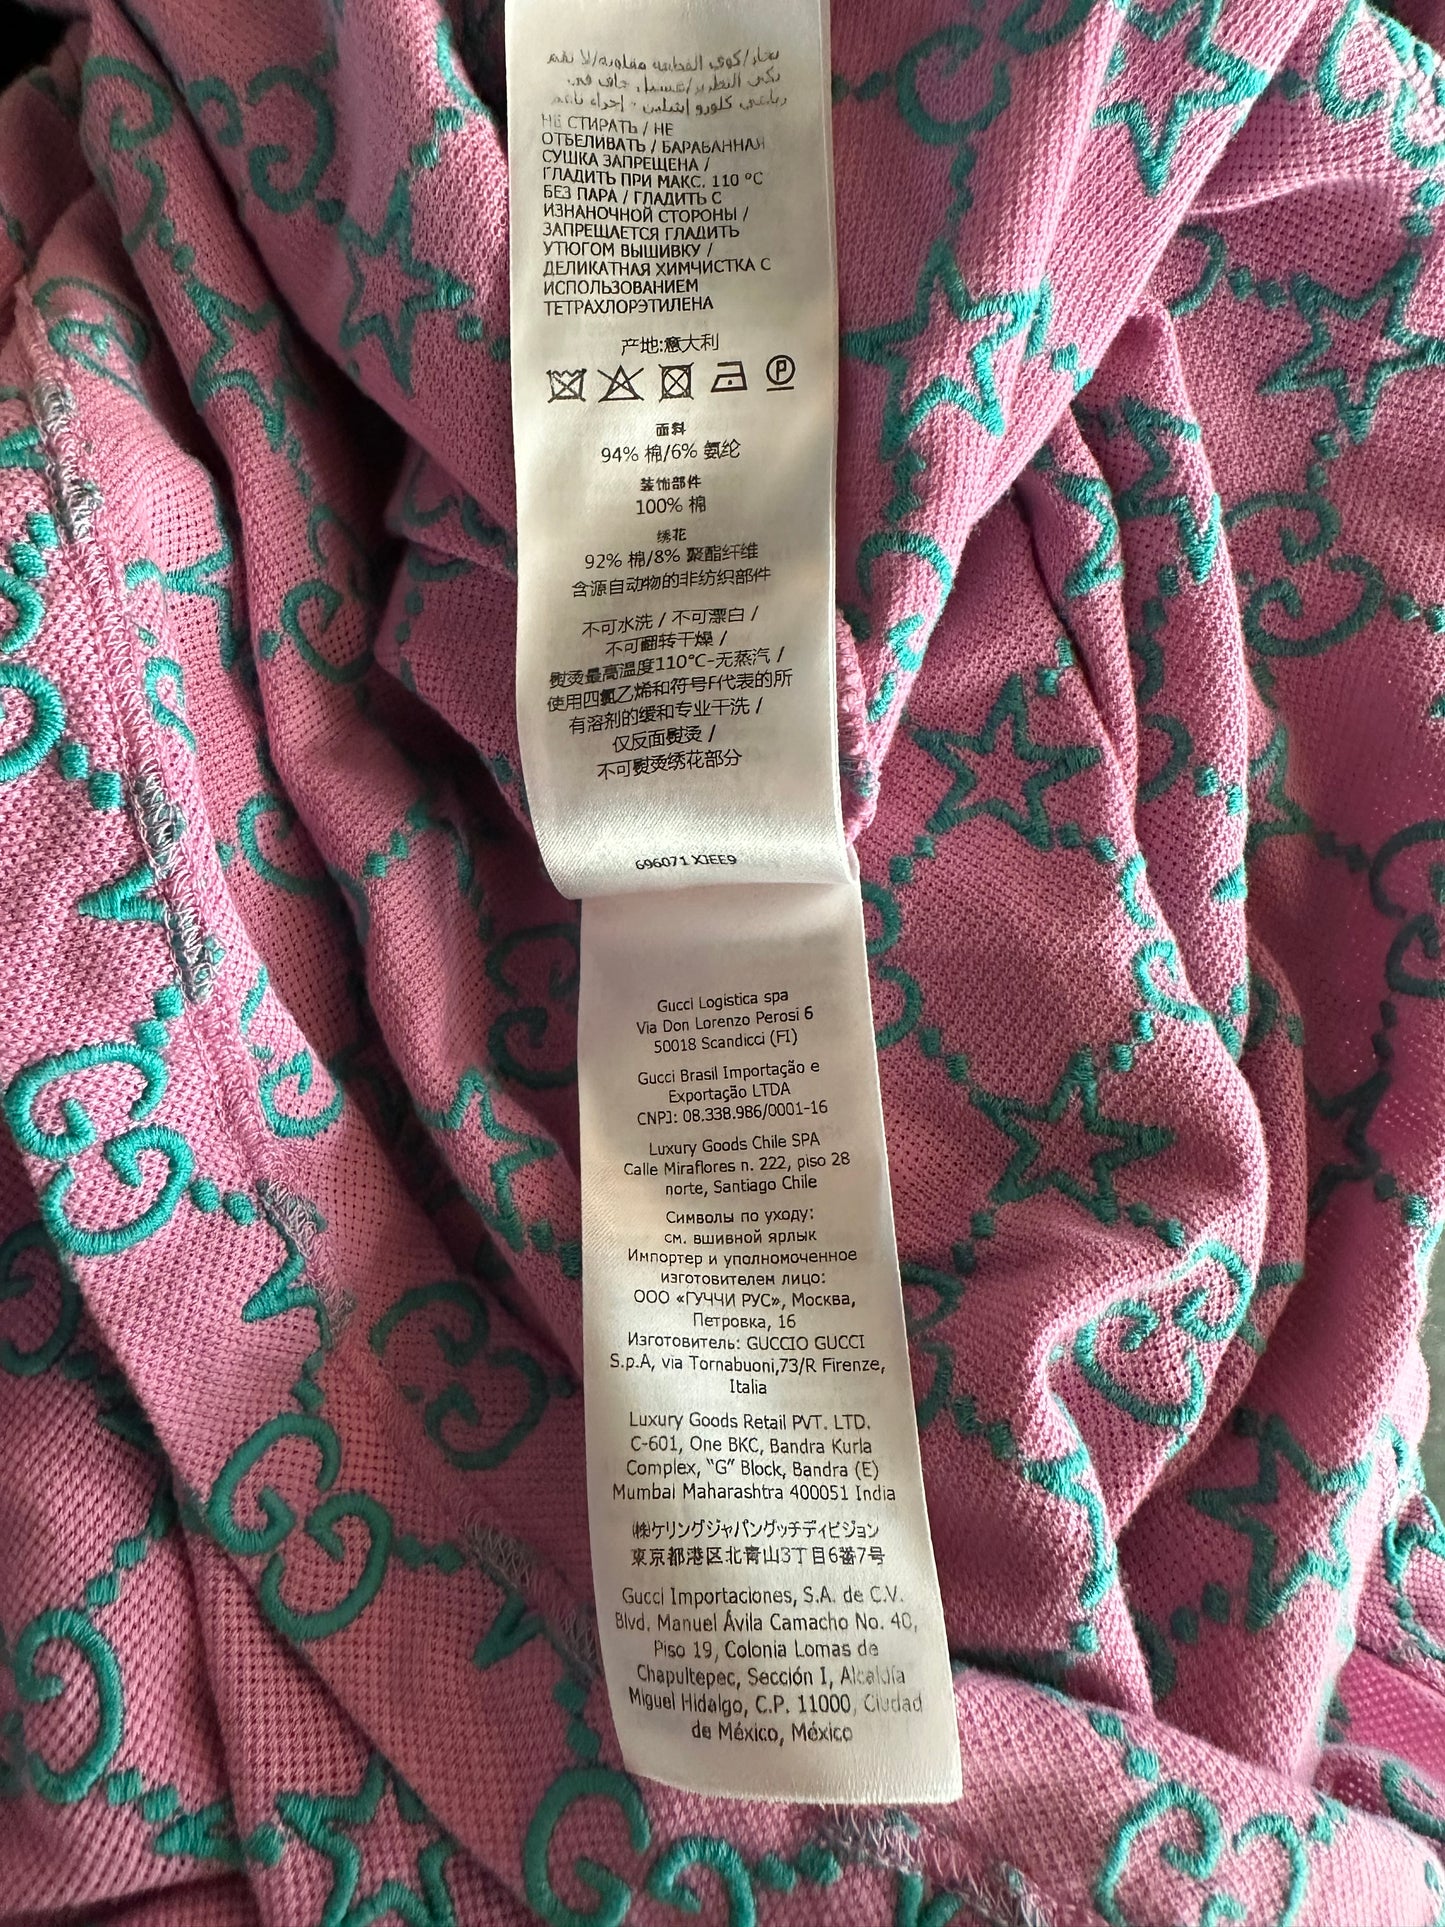 НЕ СТИРАТЬ / НЕ
ОТБЕЛИВАТЬ / БАРАБАННАЯ
СУШКА ЗАПРЕЩЕНА /
ГЛАДИТЬ ПРИ МАКС. 110 °C
БЕЗ ПАРА / ГЛАДИТЬ С
ИЗНАНОЧНОЙ СТОРОНЫ /
ЗАПРЕЩАЕТСЯ ГЛАДИТЬ
УТЮГОМ ВЫШИВКУ /
ДЕЛИКАТНАЯ ХИМЧИСТКА С
ИСПОЛЬЗОВАНИЕМ
ТЕТРАХЛОРЭТИЛЕНА
产地:意大利
P
面料
94% 棉/6% 氨纶
装饰部件
100% 棉
绣花
92% 棉/8% 聚酯纤维
含源自动物的非纺织部件
不可水洗 / 不可漂白 /
不可翻转干燥 /
熨烫最高温度110°C-无蒸汽 /
使用四氯乙烯和符号F代表的所
有溶剂的缓和专业干洗 /
仅反面熨烫 /
不可熨烫绣花部分
696071 XJEE9
Gucci Logistica spa
Via Don Lorenzo Perosi 6
50018 Scandicci (FI)
Gucci Brasil Importação e
Exportação LTDA
CNPJ: 08.338.986/0001-16
Luxury Goods Chile SPA
Calle Miraflores n. 222, piso 28
norte, Santiago Chile
Символы по уходу:
см. вшивной ярлык
Импортер и уполномоченное
изготовителем лицо:
ООО «ГУЧЧИ РУС», Москва,
Петровка, 16
Изготовитель: GUCCIO GUCCI
S.p.A, via Tornabuoni,73/R Firenze,
Italia
Luxury Goods Retail PVT. LTD.
C-601, One BKC, Bandra Kurla
Complex, “G” Block, Bandra (E)
Mumbai Maharashtra 400051 India
㈱ケリングジャパングッチディビジョン
東京都港区北青山3丁目6番7号
Gucci Importaciones, S.A. de C.V.
Blvd. Manuel Ávila Camacho No. 40,
Piso 19, Colonia Lomas de
Chapultepec, Sección I, Alcaldía
Miguel Hidalgo, C.P. 11000, Ciudad
de México, México